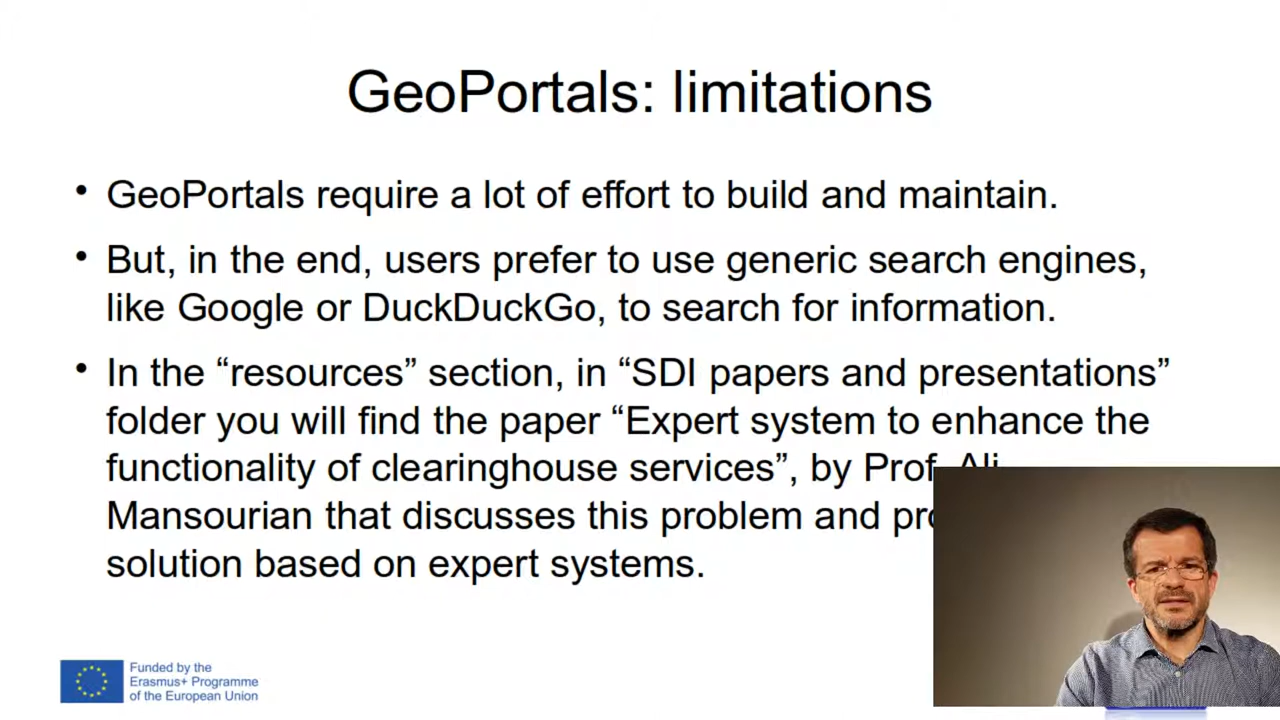 GeoPortals: limitations
• GeoPortals require a lot of effort to build and maintain.
• But, in the end, users prefer to use generic search engines,
like Google or DuckDuckGo, to search for information.
• In the “resources” section, in “SDI papers and presentations”
folder you will find the paper “Expert system to enhance the
functionality of clearinghouse services”, by Prof. Ali
Mansourian that discusses this problem and
solution based on expert systems.
Funded by the
Erasmus+ Programme
of the European Union